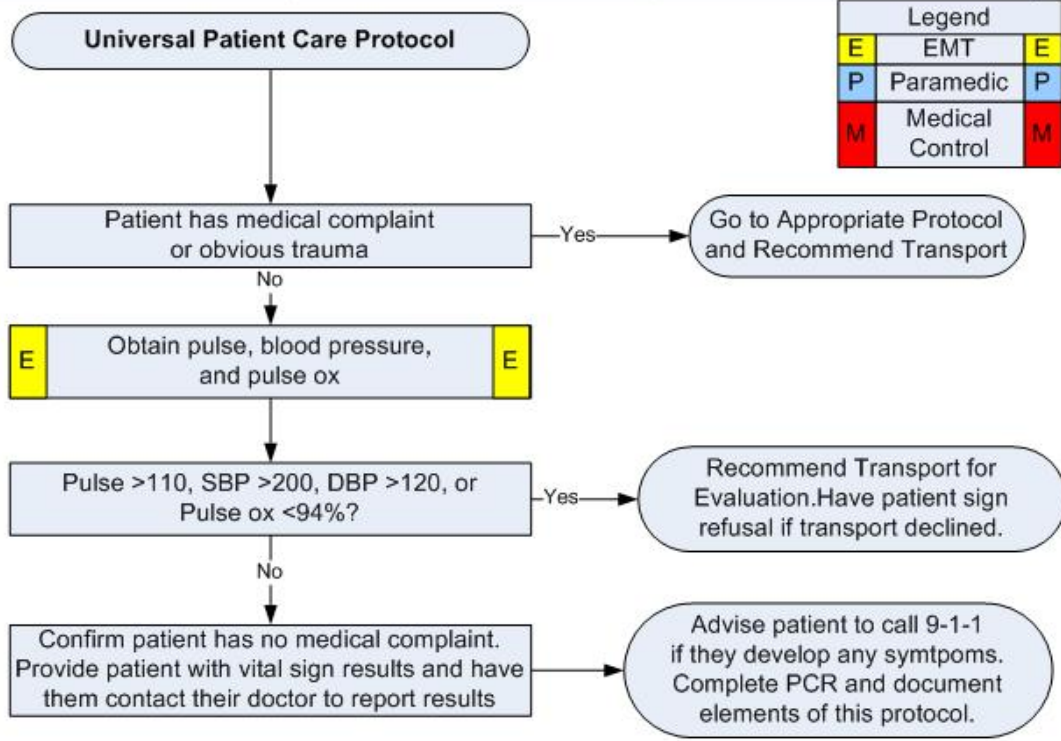 Universal Patient Care Protocol
Legend
E EMT E
P Paramedic P
M Medical M
Control
Patient has medical complaint
or obvious trauma
Yes
Go to Appropriate Protocol
and Recommend Transport
No
E Obtain pulse, blood pressure, E
and pulse ox
Pulse >110, SBP >200, DBP >120, or
Pulse ox <94%?
Yes
Recommend Transport for
Evaluation.Have patient sign
refusal if transport declined.
No
Confirm patient has no medical complaint.
Provide patient with vital sign results and have
them contact their doctor to report results
Advise patient to call 9-1-1
if they develop any symtpoms.
Complete PCR and document
elements of this protocol.